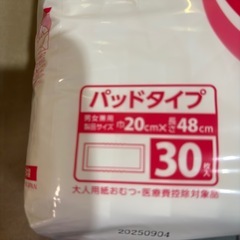 パッドタイプ
男女兼用
製品サイズ 巾20cm×長さ48cm
30枚入
大人用紙おむつ-医療費控除対象品
20250904